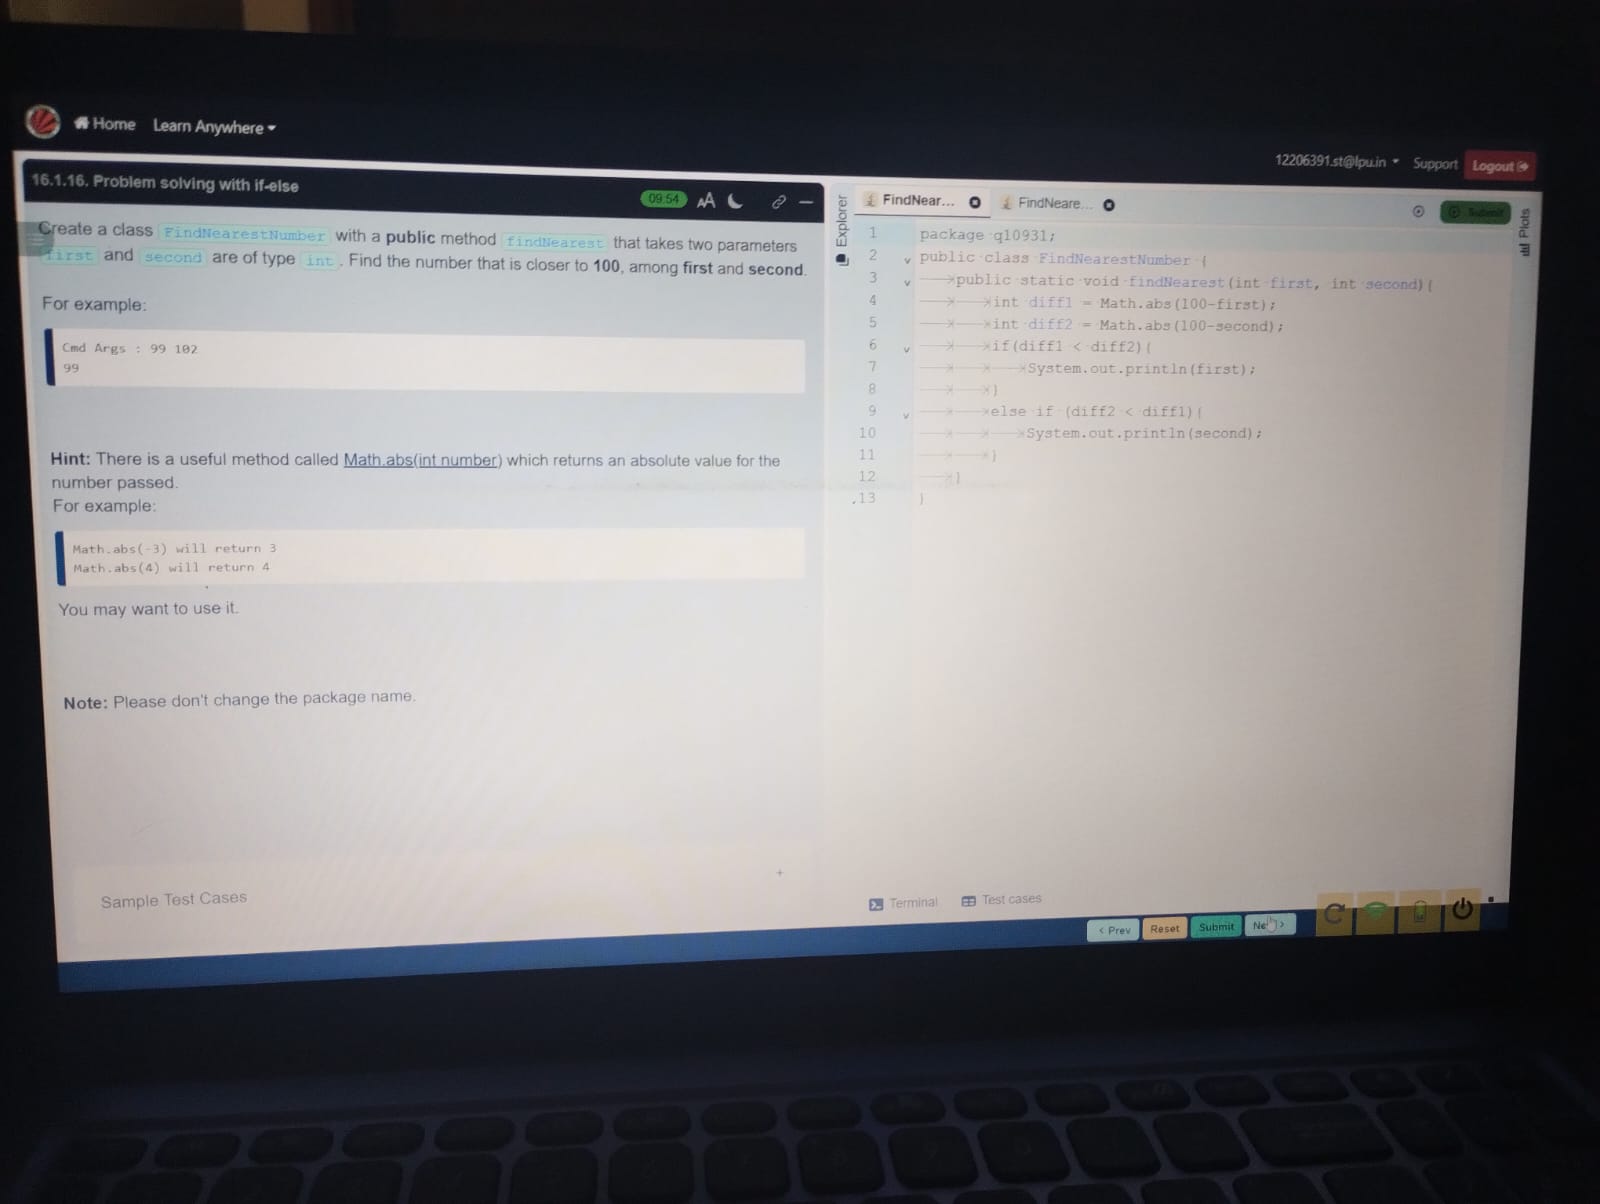 Home Learn Anywhere
12206391.st@lpu.in Support Logout
16.1.16. Problem solving with if-else
09:54 AA
Create a class FindNearestNumber with a public method findNearest that takes two parameters
first and second are of type int. Find the number that is closer to 100, among first and second.
For example:
Cmd Args : 99 102
99
Hint: There is a useful method called Math.abs(int number) which returns an absolute value for the
number passed.
For example:
Math.abs(-3) will return 3
Math.abs(4) will return 4
You may want to use it.
Note: Please don't change the package name.
Sample Test Cases
+
Explorer
FindNear... FindNeare...
Submit
Plots
1 package q10931;
2 public class FindNearestNumber {
3 public static void findNearest(int first, int second){
4 int diff1 = Math.abs(100-first);
5 int diff2 = Math.abs(100-second);
6 if(diff1 < diff2){
7 System.out.println(first);
8 }
9 else if (diff2 < diff1){
10 System.out.println(second);
11 }
12 }
13 }
Terminal Test cases
< Prev Reset Submit